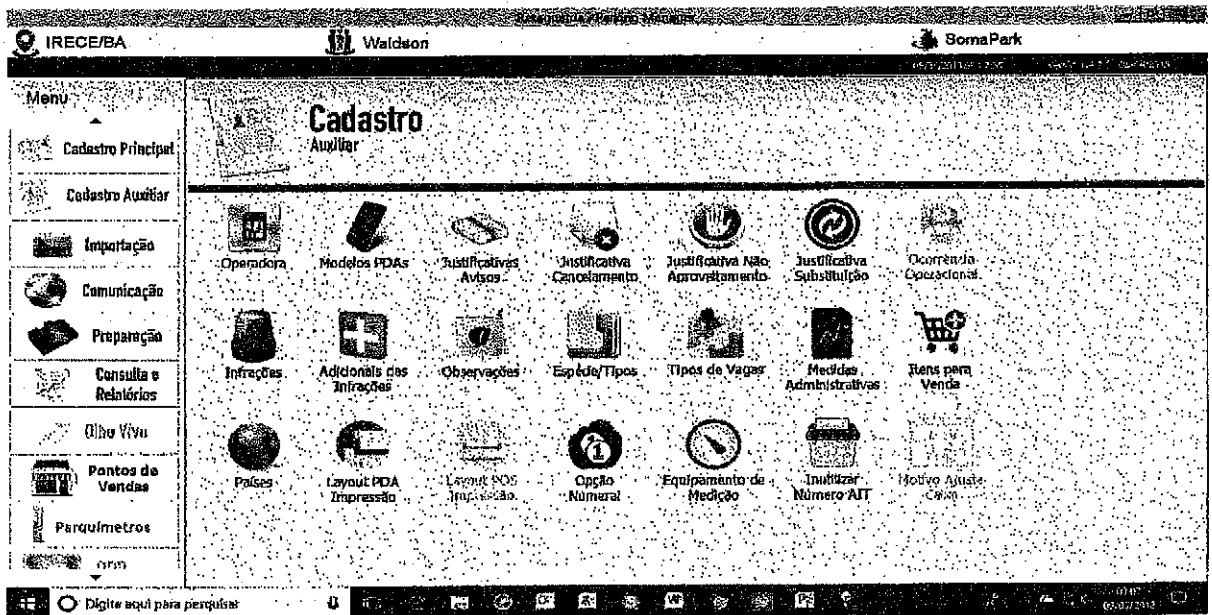 IRECE/BA
Waldson
SomaPark
Menu
Cadastro Principal
Cadastro Auxiliar
Importação
Comunicação
Preparação
Consulta e
Relatórios
Olho Vivo
Pontos de
Vendas
Parquímetros
Cadastro
Auxiliar
Operadora
Modelos PDAs
Justificativas
Avisos
Justificativa
Cancelamento
Justificativa Não
Aproveitamento
Justificativa
Substituição
Ocorrência
Operacional
Infrações
Adicionais das
Infrações
Observações
Espécie/Tipos
Tipos de Vagas
Medidas
Administrativas
Itens para
Venda
Países
Layout PDA
Impressão
Layout POS
Impressão
Opção
Numeral
Equipamento de
Medição
Inutilizar
Número AIT
Motivo Ajuste
Caixa
Digite aqui para pesquisar